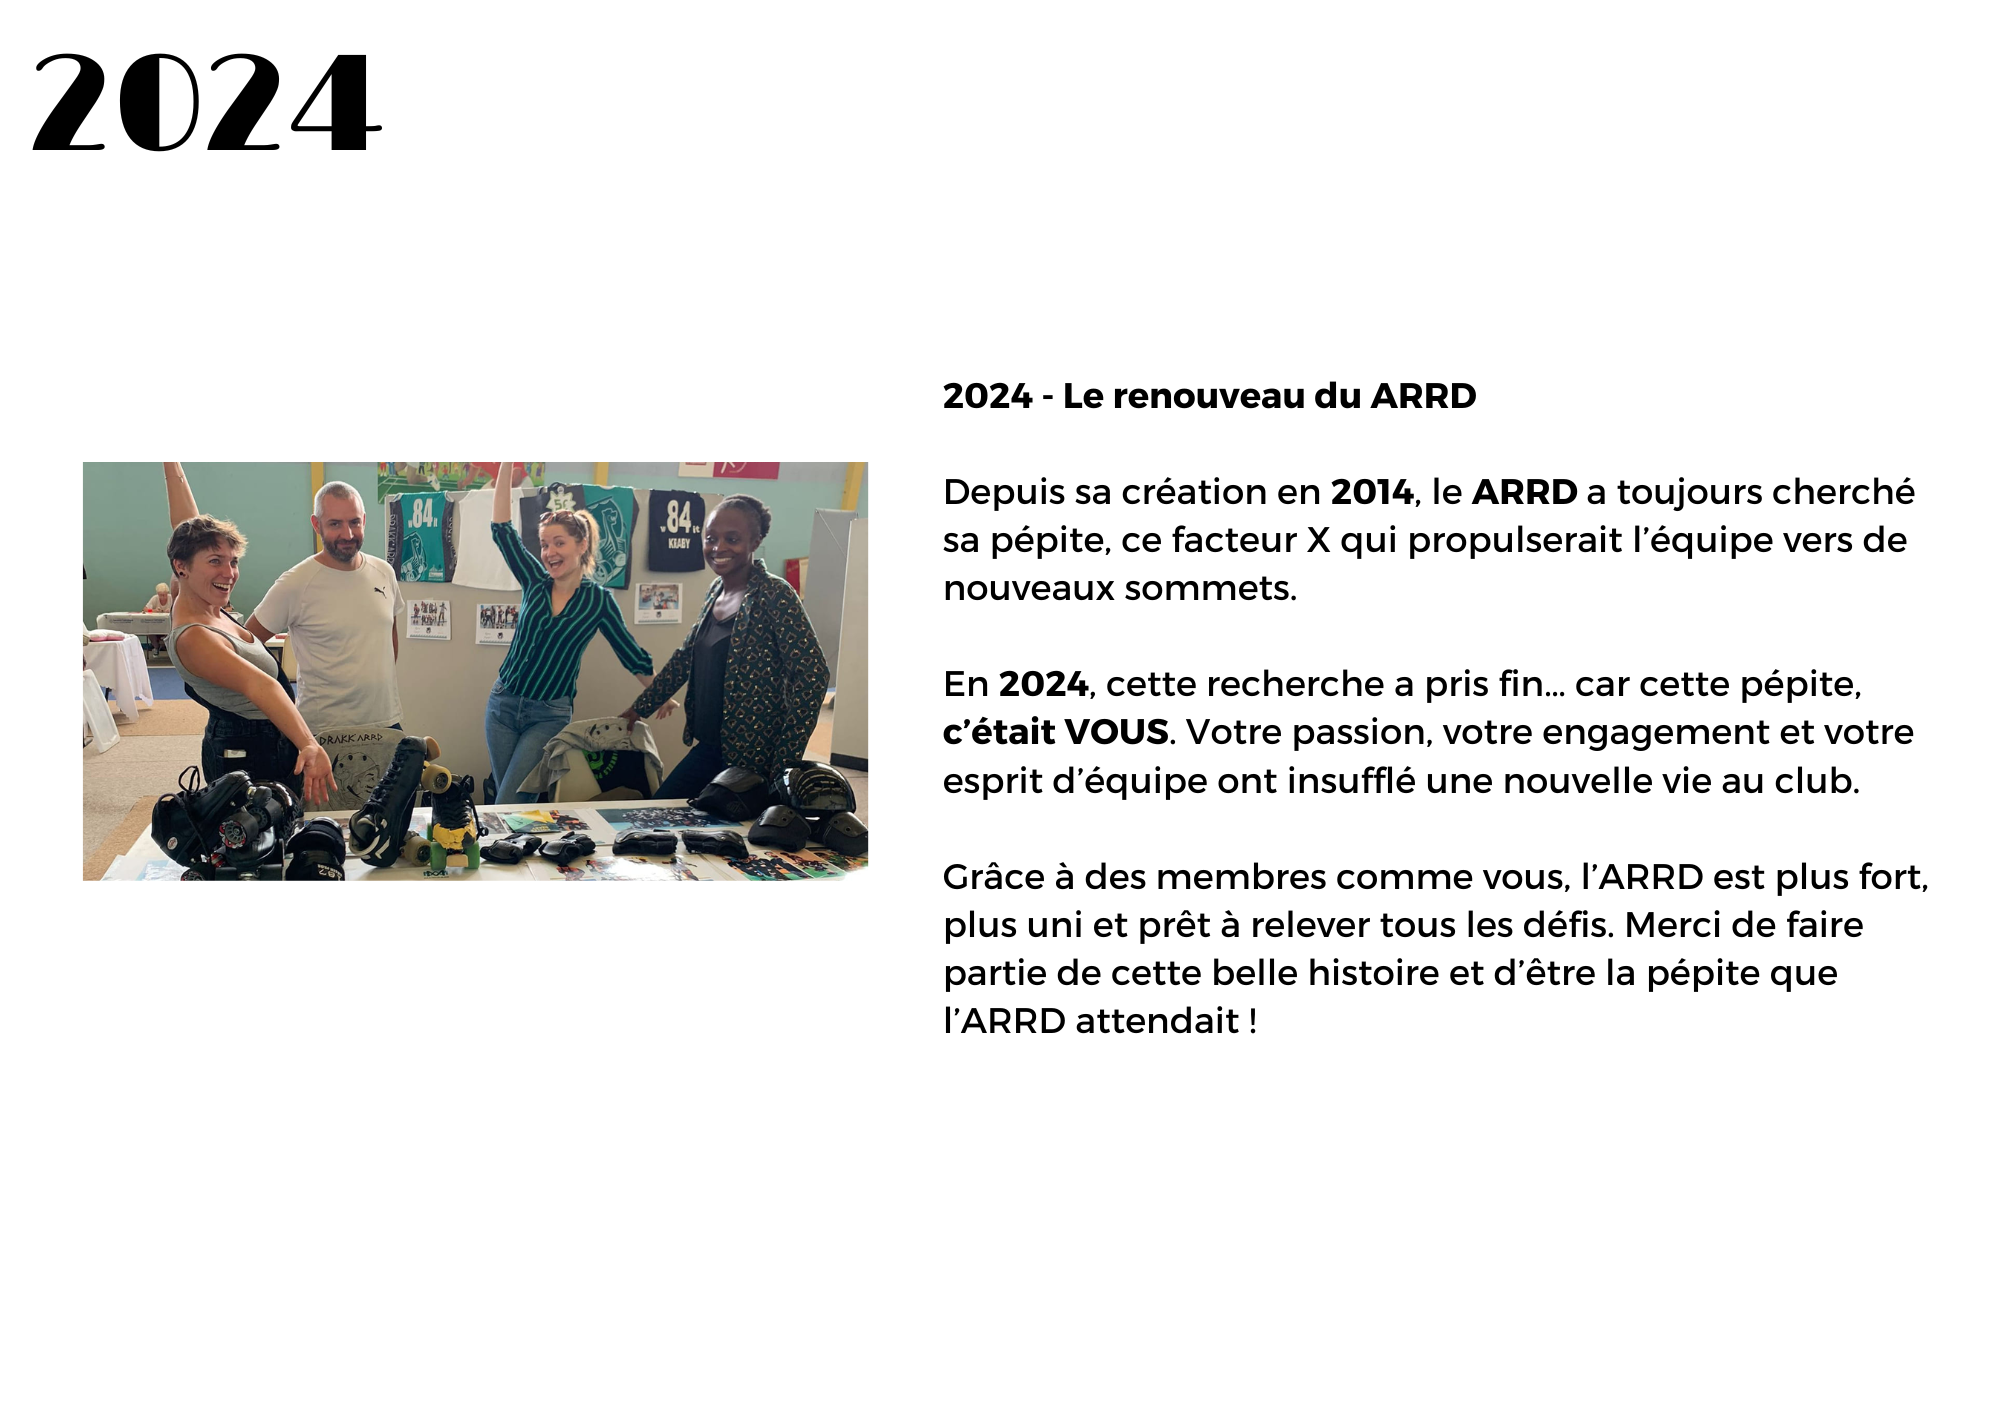 2024
2024 - Le renouveau du ARRD
Depuis sa création en 2014, le ARRD a toujours cherché
sa pépite, ce facteur X qui propulserait l’équipe vers de
nouveaux sommets.
En 2024, cette recherche a pris fin... car cette pépite,
c’était VOUS. Votre passion, votre engagement et votre
esprit d’équipe ont insufflé une nouvelle vie au club.
Grâce à des membres comme vous, l’ARRD est plus fort,
plus uni et prêt à relever tous les défis. Merci de faire
partie de cette belle histoire et d’être la pépite que
l’ARRD attendait !
.84.
84
KRABY
DRAKKARRD